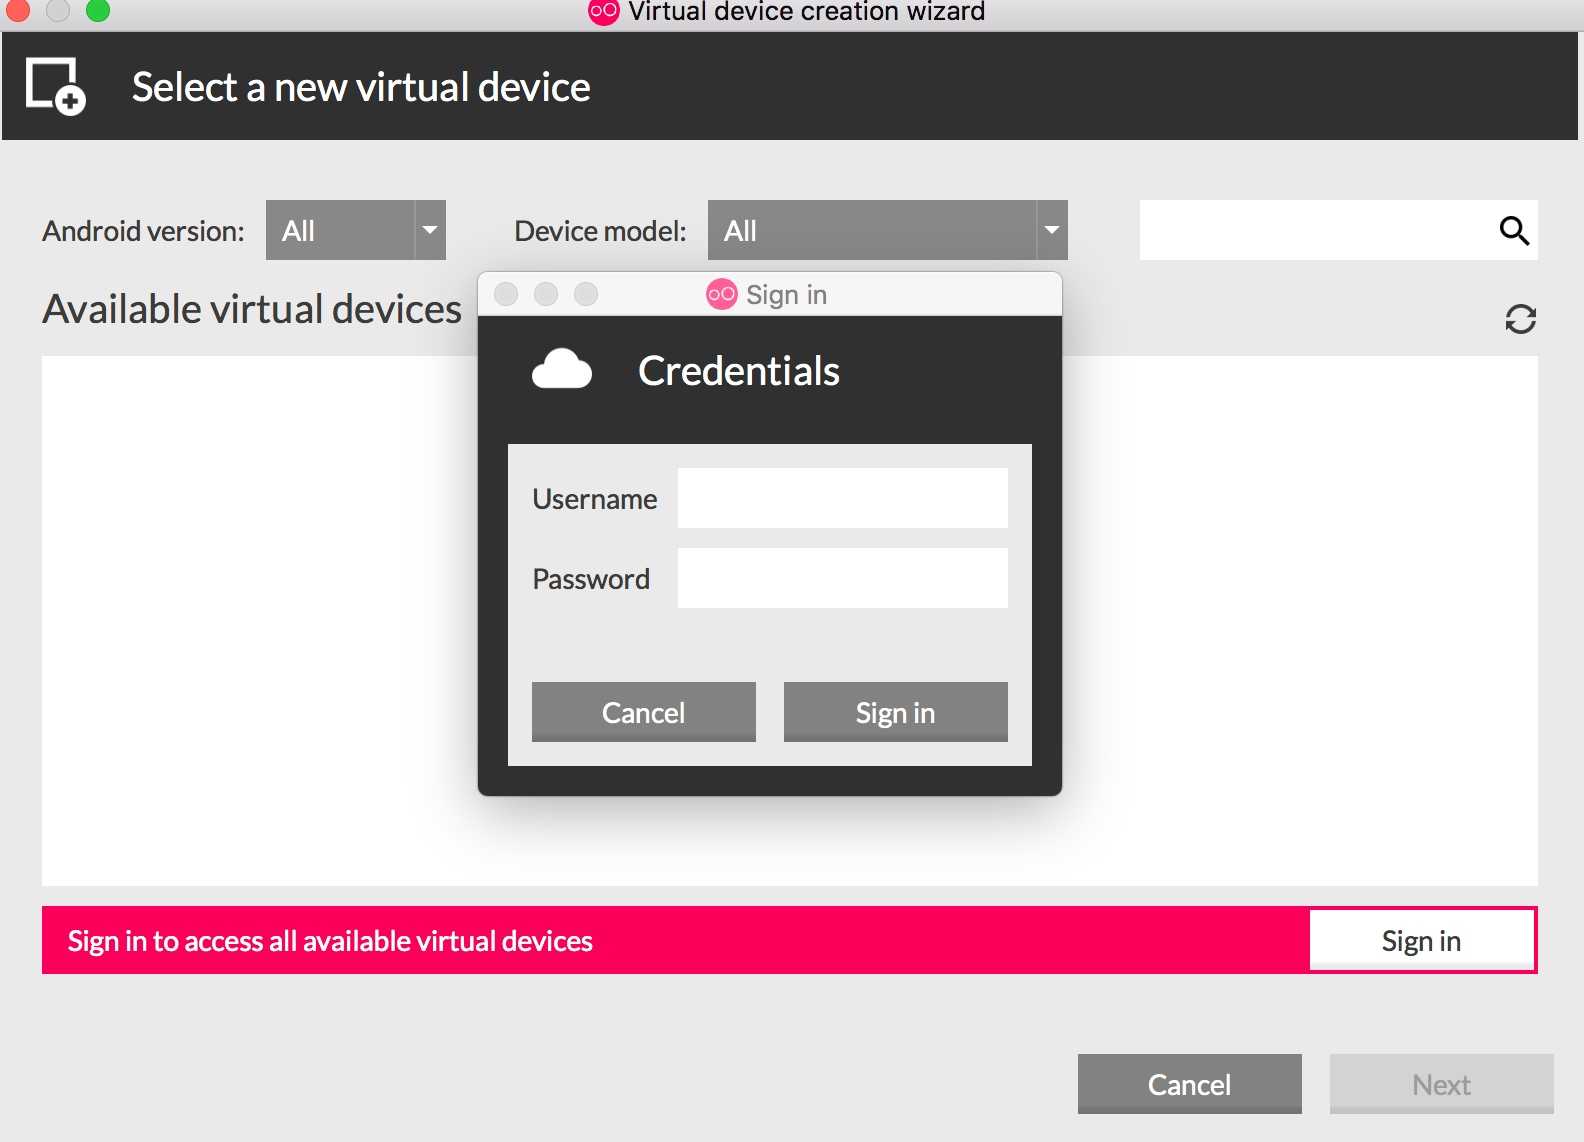 Virtual device creation wizard
Select a new virtual device
Android version: All Device model: All
Available virtual devices
Sign in
Credentials
Username
Password
Cancel Sign in
Sign in to access all available virtual devices Sign in
Cancel Next